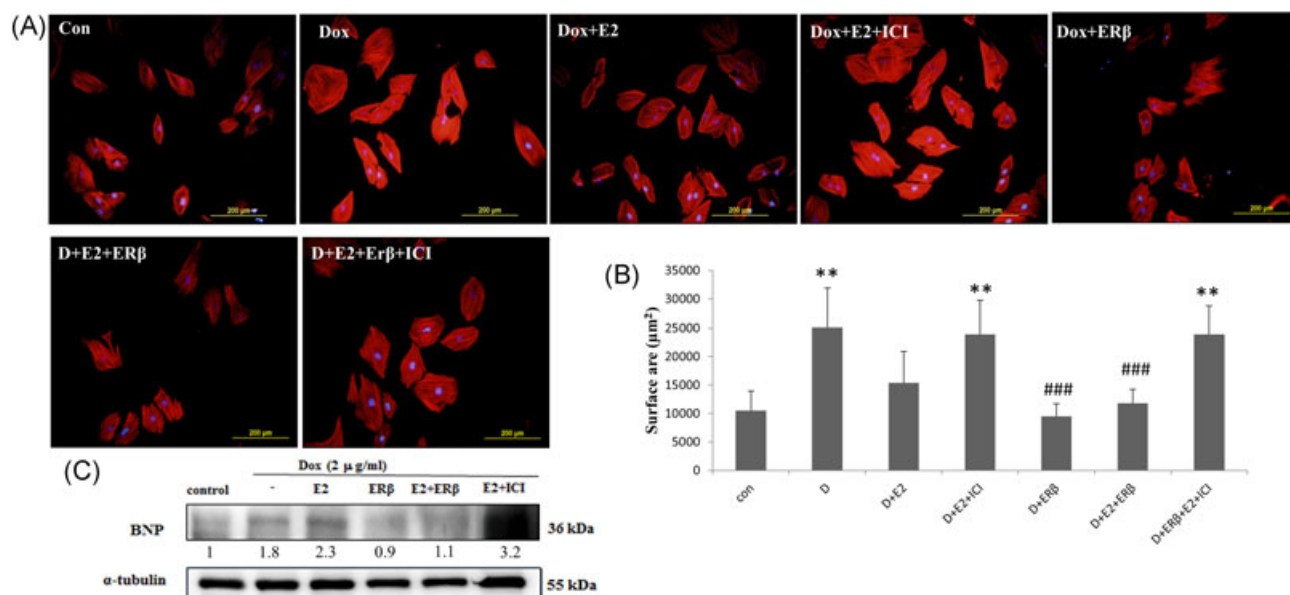 (A)
Con
Dox
Dox+E2
Dox+E2+ICI
Dox+ERβ
200 µm
200 µm
200 µm
200 µm
200 µm
D+E2+ERβ
D+E2+Erβ+ICI
200 µm
200 µm
(B)
Surface are (µm²)
35000
30000
25000
20000
15000
10000
5000
0
**
**
###
###
**
con
D
D+E2
D+E2+ICI
D+ERβ
D+E2+ERβ
D+ERβ+E2+ICI
(C)
Dox (2 µg/ml)
control - E2 ERβ E2+ERβ E2+ICI
BNP 36 kDa
1 1.8 2.3 0.9 1.1 3.2
α-tubulin 55 kDa